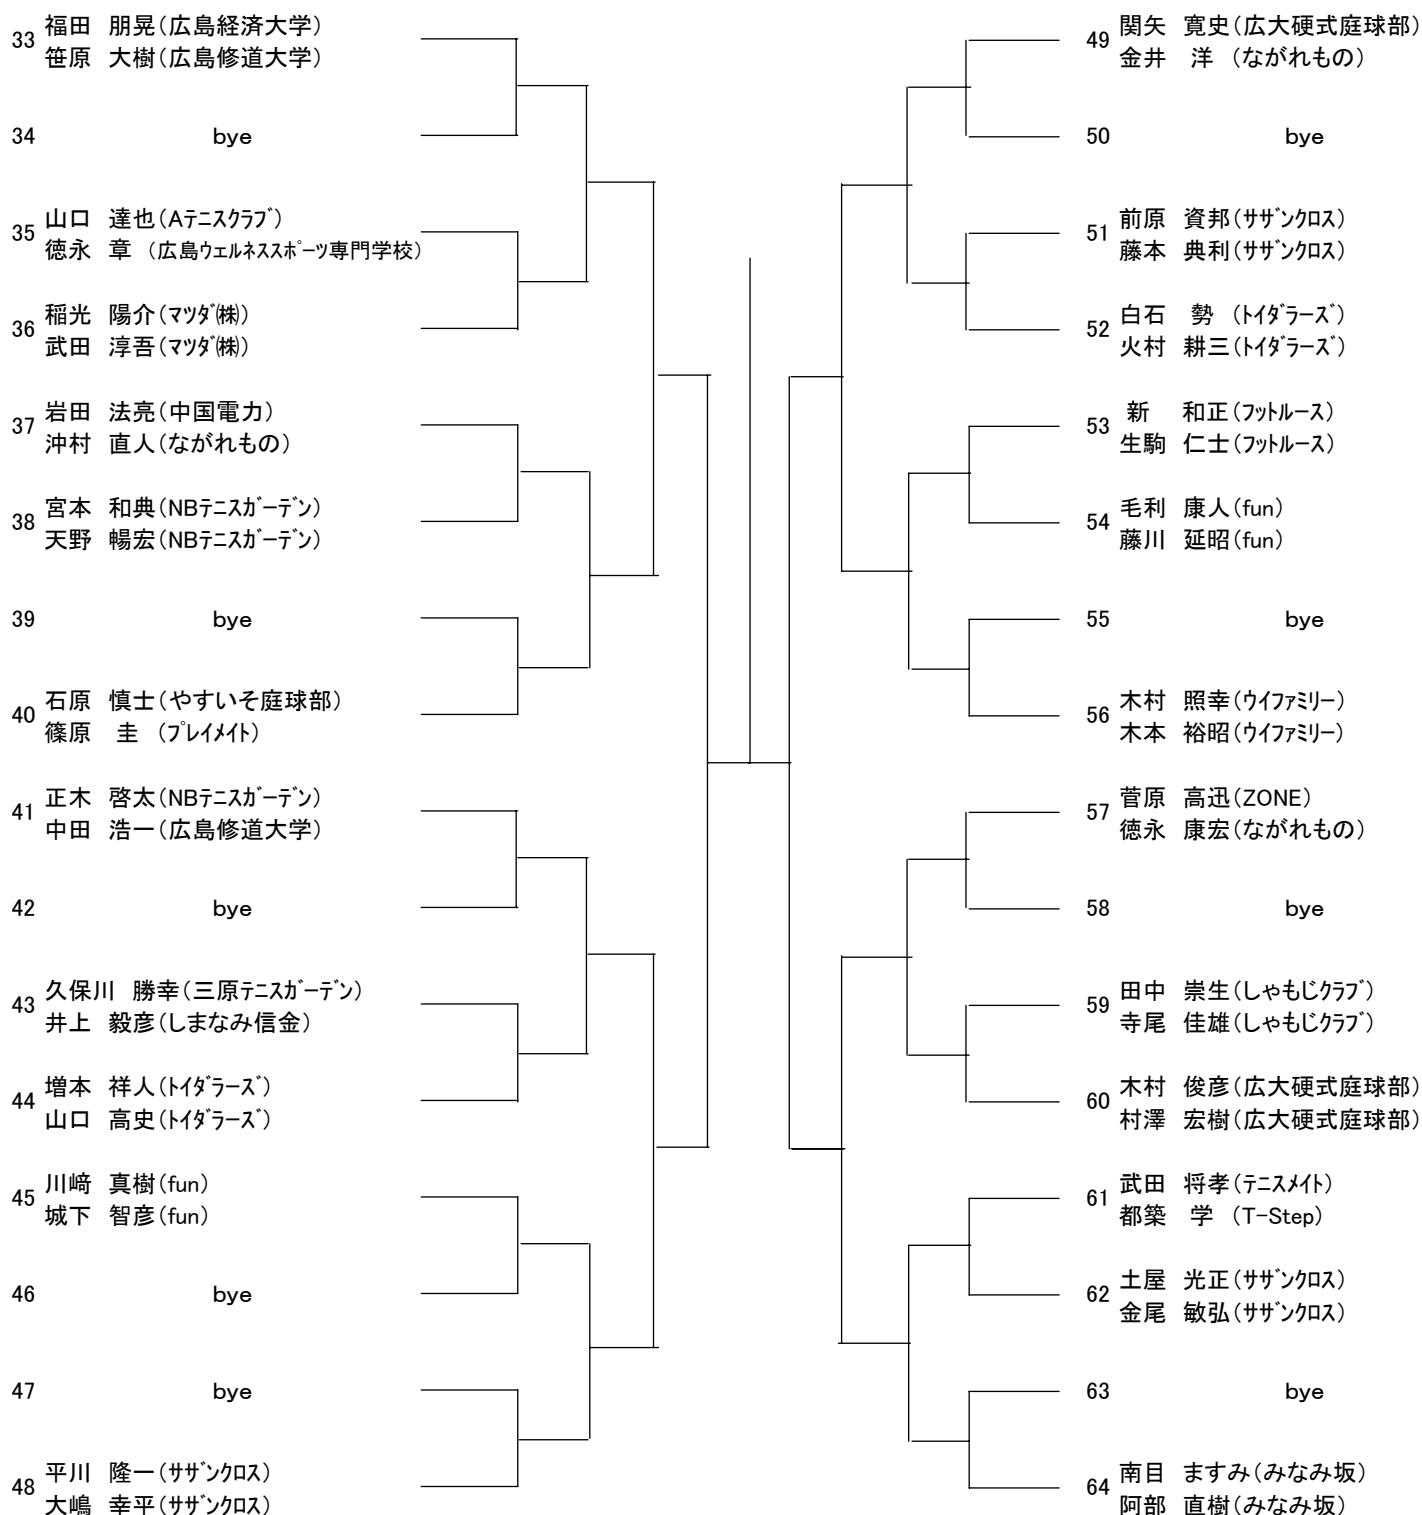 33 福田　朋晃(広島経済大学)
笹原　大樹(広島修道大学)
34 bye
35 山口　達也(Aﾃﾆｽｸﾗﾌﾞ)
徳永　章　(広島ｳｪﾙﾈｽｽﾎﾟｰﾂ専門学校)
36 稲光　陽介(ﾏﾂﾀﾞ㈱)
武田　淳吾(ﾏﾂﾀﾞ㈱)
37 岩田　法亮(中国電力)
沖村　直人(ながれもの)
38 宮本　和典(NBﾃﾆｽｶﾞｰﾃﾞﾝ)
天野　暢宏(NBﾃﾆｽｶﾞｰﾃﾞﾝ)
39 bye
40 石原　慎士(やすいそ庭球部)
篠原　圭　(ﾌﾟﾚｲﾒｲﾄ)
41 正木　啓太(NBﾃﾆｽｶﾞｰﾃﾞﾝ)
中田　浩一(広島修道大学)
42 bye
43 久保川　勝幸(三原ﾃﾆｽｶﾞｰﾃﾞﾝ)
井上　毅彦(しまなみ信金)
44 増本　祥人(ﾄｲﾀﾞﾗｰｽﾞ)
山口　高史(ﾄｲﾀﾞﾗｰｽﾞ)
45 川﨑　真樹(fun)
城下　智彦(fun)
46 bye
47 bye
48 平川　隆一(ｻｻﾞﾝｸﾛｽ)
大嶋　幸平(ｻｻﾞﾝｸﾛｽ)
49 関矢　寛史(広大硬式庭球部)
金井　洋　(ながれもの)
50 bye
51 前原　資邦(ｻｻﾞﾝｸﾛｽ)
藤本　典利(ｻｻﾞﾝｸﾛｽ)
52 白石　勢　(ﾄｲﾀﾞﾗｰｽﾞ)
火村　耕三(ﾄｲﾀﾞﾗｰｽﾞ)
53 新　和正(ﾌｯﾄﾙｰｽ)
生駒　仁士(ﾌｯﾄﾙｰｽ)
54 毛利　康人(fun)
藤川　延昭(fun)
55 bye
56 木村　照幸(ｳｲﾌｧﾐﾘｰ)
木本　裕昭(ｳｲﾌｧﾐﾘｰ)
57 菅原　高迅(ZONE)
徳永　康宏(ながれもの)
58 bye
59 田中　崇生(しゃもじｸﾗﾌﾞ)
寺尾　佳雄(しゃもじｸﾗﾌﾞ)
60 木村　俊彦(広大硬式庭球部)
村澤　宏樹(広大硬式庭球部)
61 武田　将孝(ﾃﾆｽﾒｲﾄ)
都築　学　(T-Step)
62 土屋　光正(ｻｻﾞﾝｸﾛｽ)
金尾　敏弘(ｻｻﾞﾝｸﾛｽ)
63 bye
64 南目　ますみ(みなみ坂)
阿部　直樹(みなみ坂)